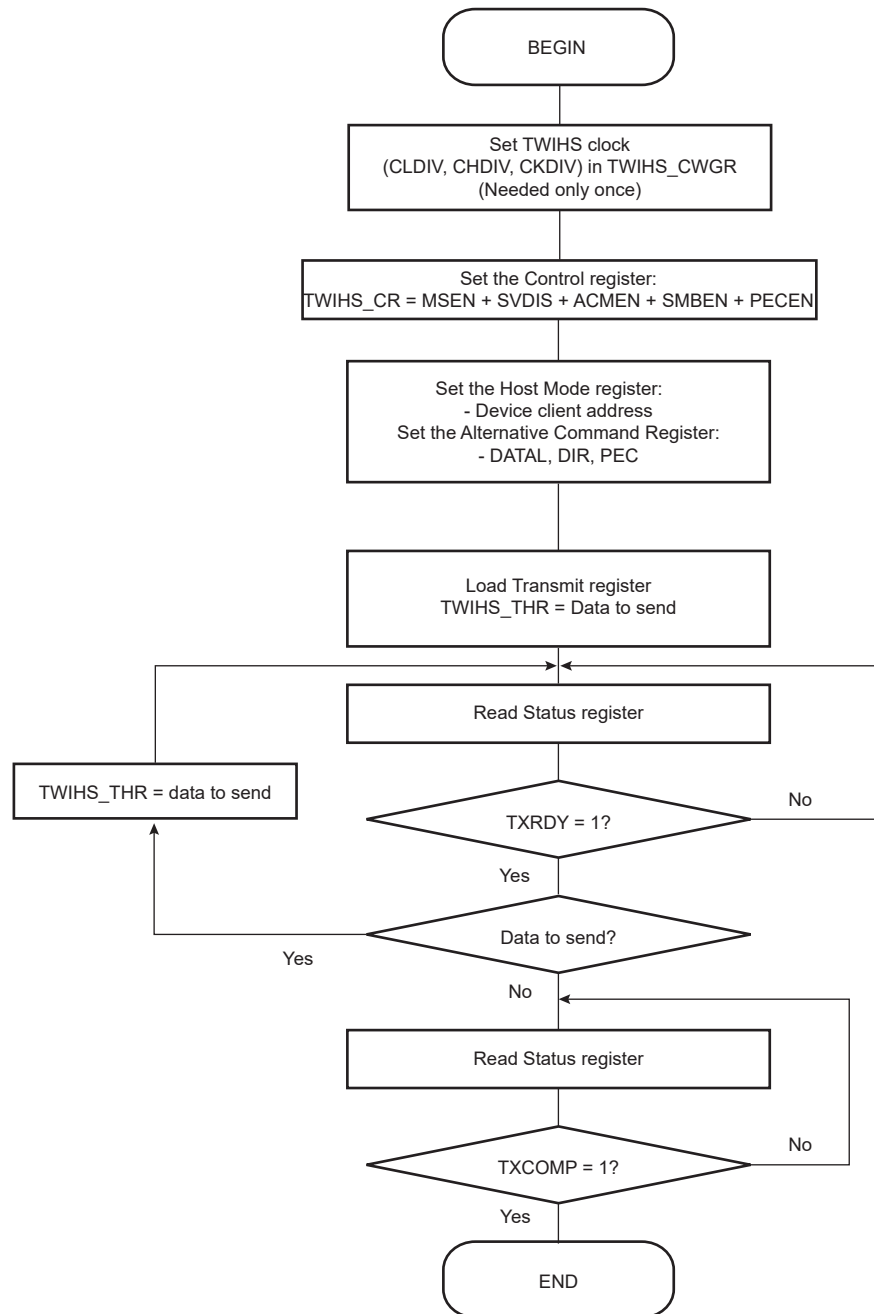 BEGIN
Set TWIHS clock
(CLDIV, CHDIV, CKDIV) in TWIHS_CWGR
(Needed only once)
Set the Control register:
TWIHS_CR = MSEN + SVDIS + ACMEN + SMBEN + PECEN
Set the Host Mode register:
- Device client address
Set the Alternative Command Register:
- DATAL, DIR, PEC
Load Transmit register
TWIHS_THR = Data to send
Read Status register
TWIHS_THR = data to send
TXRDY = 1?
No
Yes
Data to send?
Yes
No
Read Status register
TXCOMP = 1?
No
Yes
END